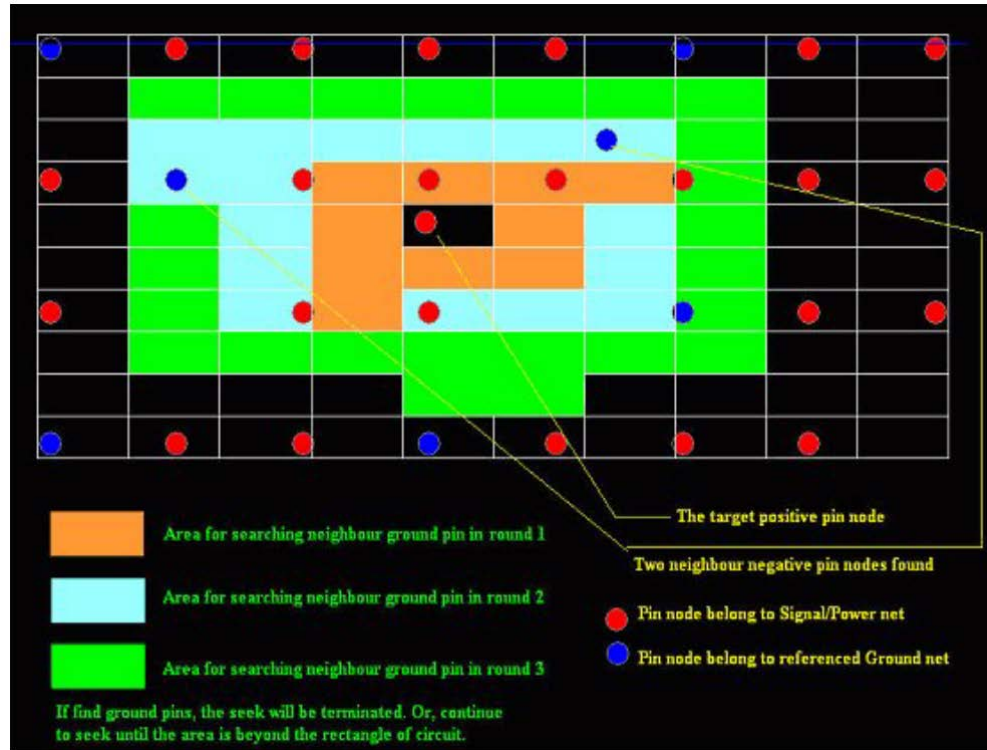 The target positive pin node
Area for searching neighbour ground pin in round 1
Two neighbour negative pin nodes found
Area for searching neighbour ground pin in round 2
Pin node belong to Signal/Power net
Pin node belong to referenced Ground net
Area for searching neighbour ground pin in round 3
If find ground pins, the seek will be terminated. Or, continue
to seek until the area is beyond the rectangle of circuit.